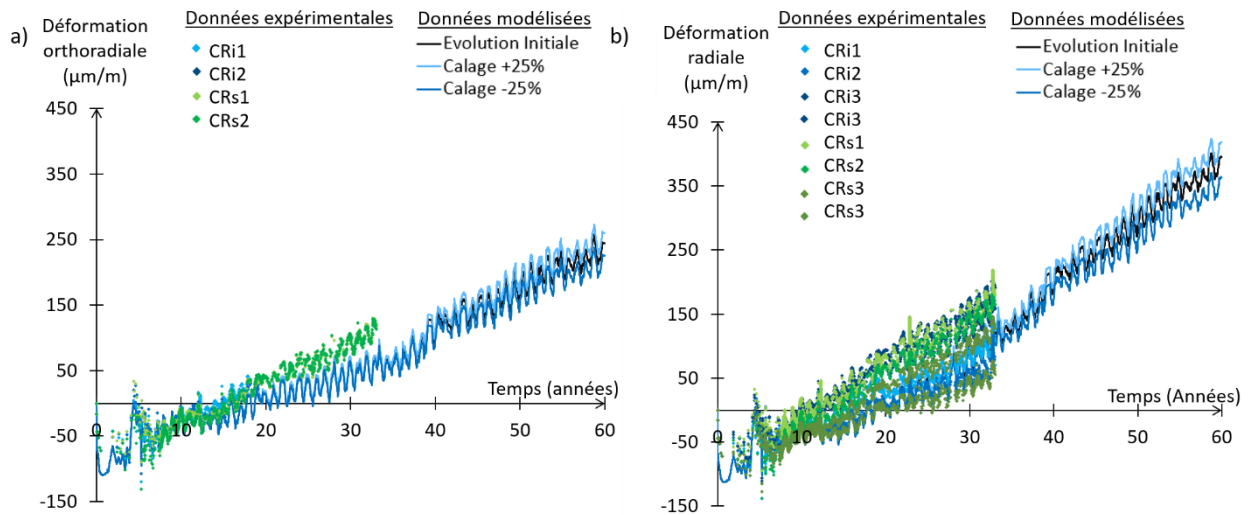 a)
Déformation
orthoradiale
(µm/m)
Données expérimentales
CRi1
CRi2
CRs1
CRs2
Données modélisées
Evolution Initiale
Calage +25%
Calage -25%
450
350
250
150
50
-50
-150
0
10
20
30
40
50
60
Temps (années)
b)
Déformation
radiale
(µm/m)
Données expérimentales
CRi1
CRi2
CRi3
CRi3
CRs1
CRs2
CRs3
CRs3
Données modélisées
Evolution Initiale
Calage +25%
Calage -25%
450
350
250
150
50
-50
-150
0
10
20
30
40
50
60
Temps (Années)